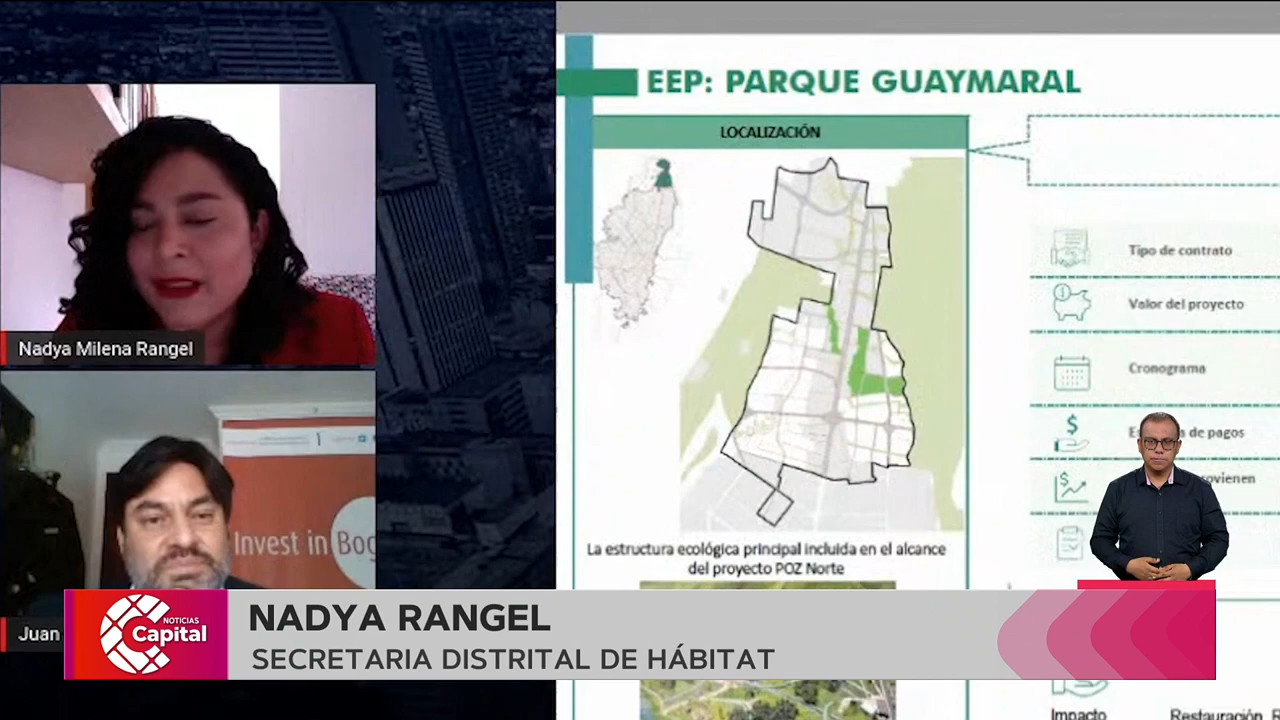 EEP: PARQUE GUAYMARAL
LOCALIZACIÓN
Tipo de contrato
Valor del proyecto
Cronograma
de pagos
La estructura ecológica principal incluida en el alcance
del proyecto POZ Norte
Impacto
Restauración
Nadya Milena Rangel
Invest in Bog
Juan
NOTICIAS
Capital
NADYA RANGEL
SECRETARIA DISTRITAL DE HÁBITAT